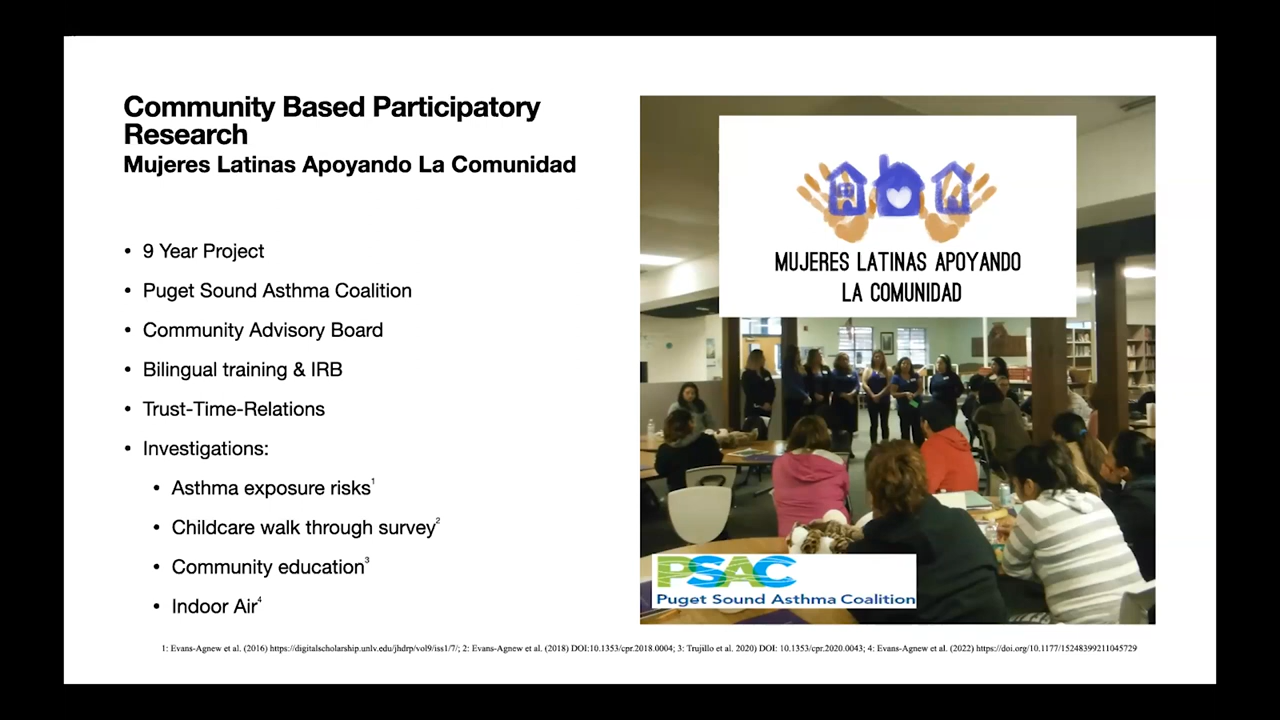 Community Based Participatory
Research
Mujeres Latinas Apoyando La Comunidad
• 9 Year Project
• Puget Sound Asthma Coalition
• Community Advisory Board
• Bilingual training & IRB
• Trust-Time-Relations
• Investigations:
• Asthma exposure risks1
• Childcare walk through survey2
• Community education3
• Indoor Air4
MUJERES LATINAS APOYANDO
LA COMUNIDAD
PSAC
Puget Sound Asthma Coalition
1: Evans-Agnew et al. (2016) https://digitalscholarship.unlv.edu/jhdrp/vol9/iss1/7/; 2: Evans-Agnew et al. (2018) DOI:10.1353/cpr.2018.0004; 3: Trujillo et al. 2020) DOI: 10.1353/cpr.2020.0043; 4: Evans-Agnew et al. (2022) https://doi.org/10.1177/15248399211045729